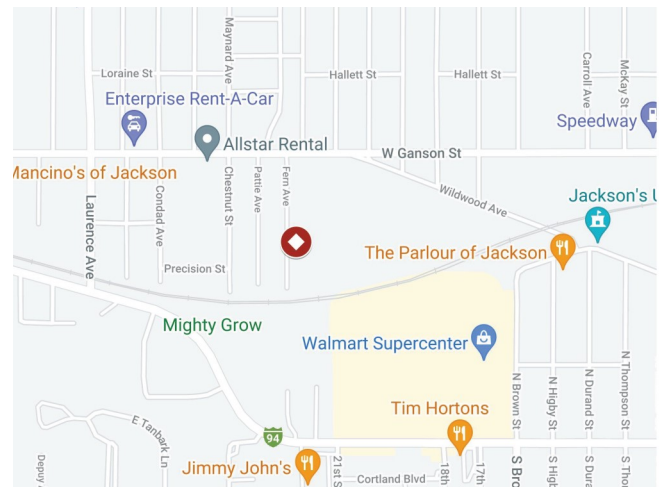 Maynard Ave
Carroll Ave
McKay St
Loraine St
Hallett St
Hallett St
Enterprise Rent-A-Car
Speedway
Allstar Rental
W Ganson St
Mancino's of Jackson
Laurence Ave
Condad Ave
Chestnut St
Pattie Ave
Fern Ave
Wildwood Ave
Jackson's U
The Parlour of Jackson
Precision St
Mighty Grow
Walmart Supercenter
N Brown St
N Higby St
N Durand St
N Thompson St
Tim Hortons
E Tanbark Ln
94
Jimmy John's
21st S
Cortland Blvd
18th
17th
S Bro
S Hig
S Dura
S Tho
Depuy